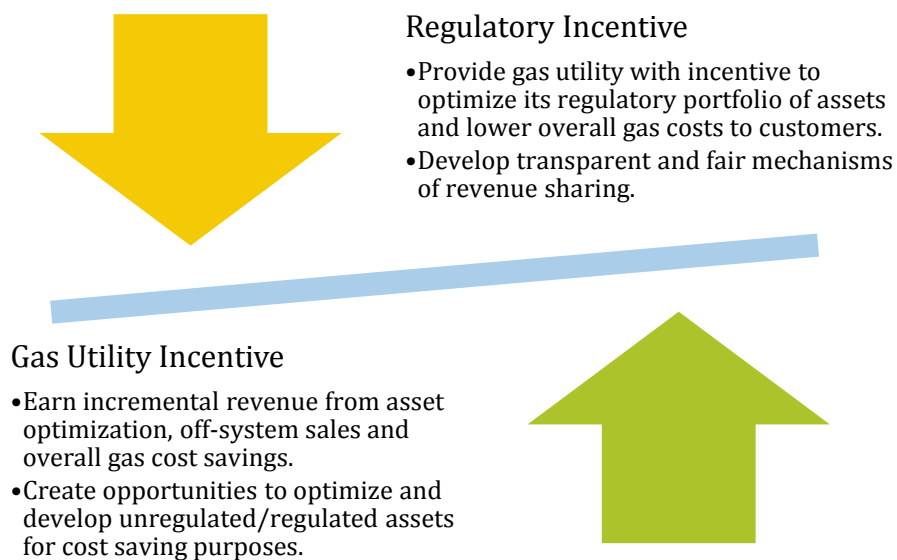 Regulatory Incentive
•Provide gas utility with incentive to
optimize its regulatory portfolio of assets
and lower overall gas costs to customers.
•Develop transparent and fair mechanisms
of revenue sharing.
Gas Utility Incentive
•Earn incremental revenue from asset
optimization, off-system sales and
overall gas cost savings.
•Create opportunities to optimize and
develop unregulated/regulated assets
for cost saving purposes.